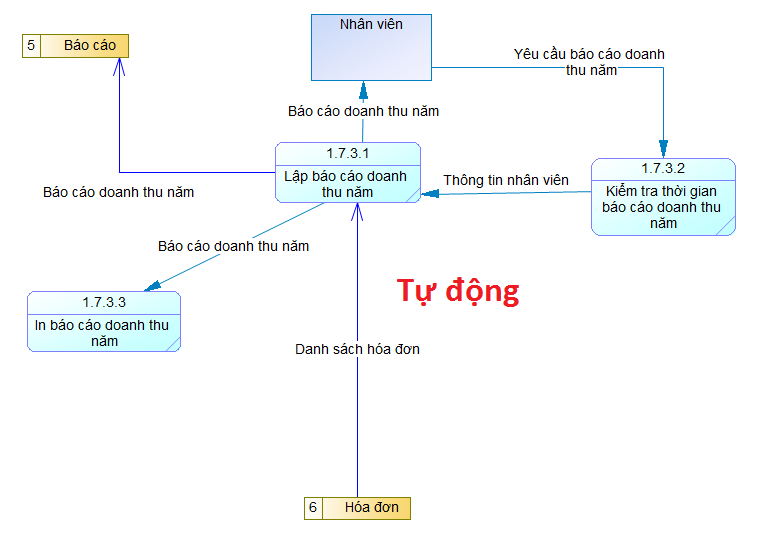 Nhân viên
5 Báo cáo
Yêu cầu báo cáo doanh
thu năm
Báo cáo doanh thu năm
1.7.3.1
Lập báo cáo doanh
thu năm
1.7.3.2
Kiểm tra thời gian
báo cáo doanh thu
năm
Thông tin nhân viên
Báo cáo doanh thu năm
Báo cáo doanh thu năm
Tự động
1.7.3.3
In báo cáo doanh thu
năm
Danh sách hóa đơn
6 Hóa đơn